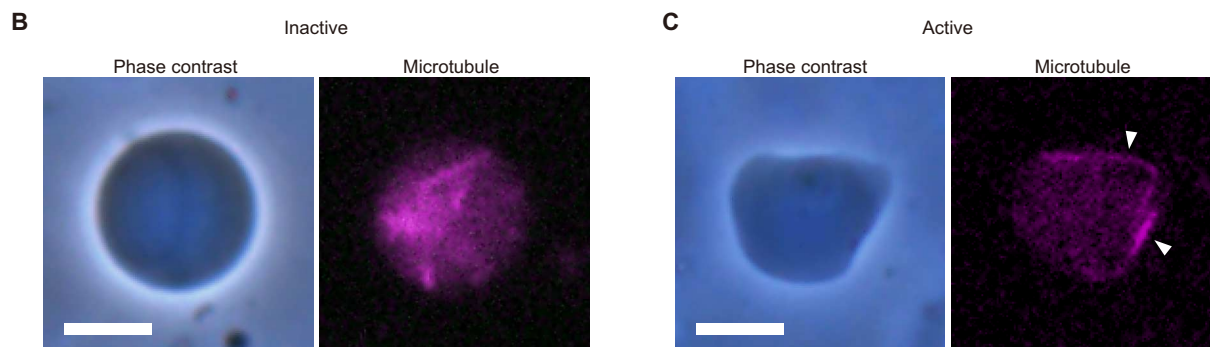 B
Inactive
Phase contrast
Microtubule
C
Active
Phase contrast
Microtubule